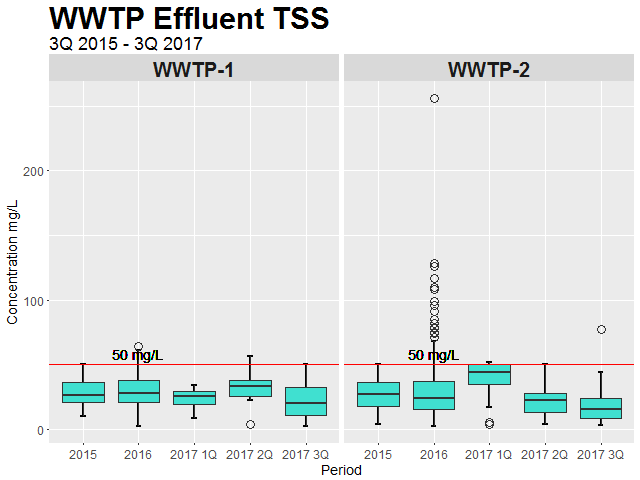 WWTP Effluent TSS
3Q 2015 - 3Q 2017
WWTP-1 WWTP-2
Concentration mg/L
200
100
0
50 mg/L 50 mg/L
2015 2016 2017 1Q 2017 2Q 2017 3Q 2015 2016 2017 1Q 2017 2Q 2017 3Q
Period